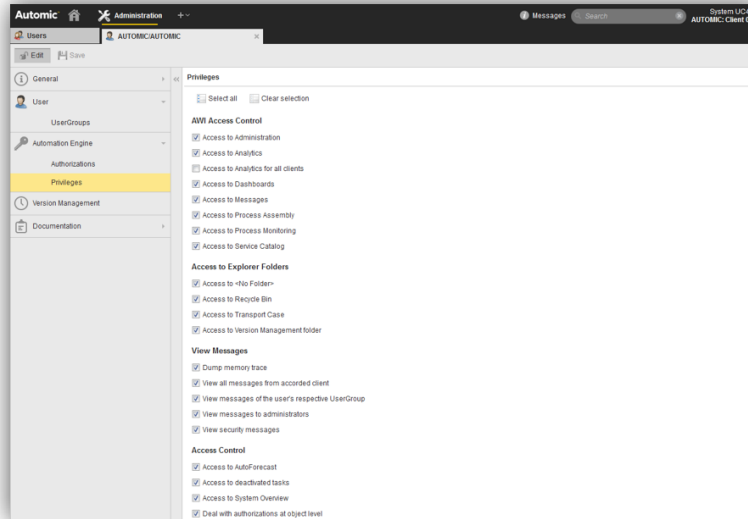 Automic
Administration
Messages
Search
System UC4
AUTOMIC: Client 
Users
AUTOMIC/AUTOMIC
Edit
Save
General
User
UserGroups
Automation Engine
Authorizations
Privileges
Version Management
Documentation
Privileges
Select all
Clear selection
AWI Access Control
Access to Administration
Access to Analytics
Access to Analytics for all clients
Access to Dashboards
Access to Messages
Access to Process Assembly
Access to Process Monitoring
Access to Service Catalog
Access to Explorer Folders
Access to <No Folder>
Access to Recycle Bin
Access to Transport Case
Access to Version Management folder
View Messages
Dump memory trace
View all messages from accorded client
View messages of the user's respective UserGroup
View messages to administrators
View security messages
Access Control
Access to AutoForecast
Access to deactivated tasks
Access to System Overview
Deal with authorizations at object level